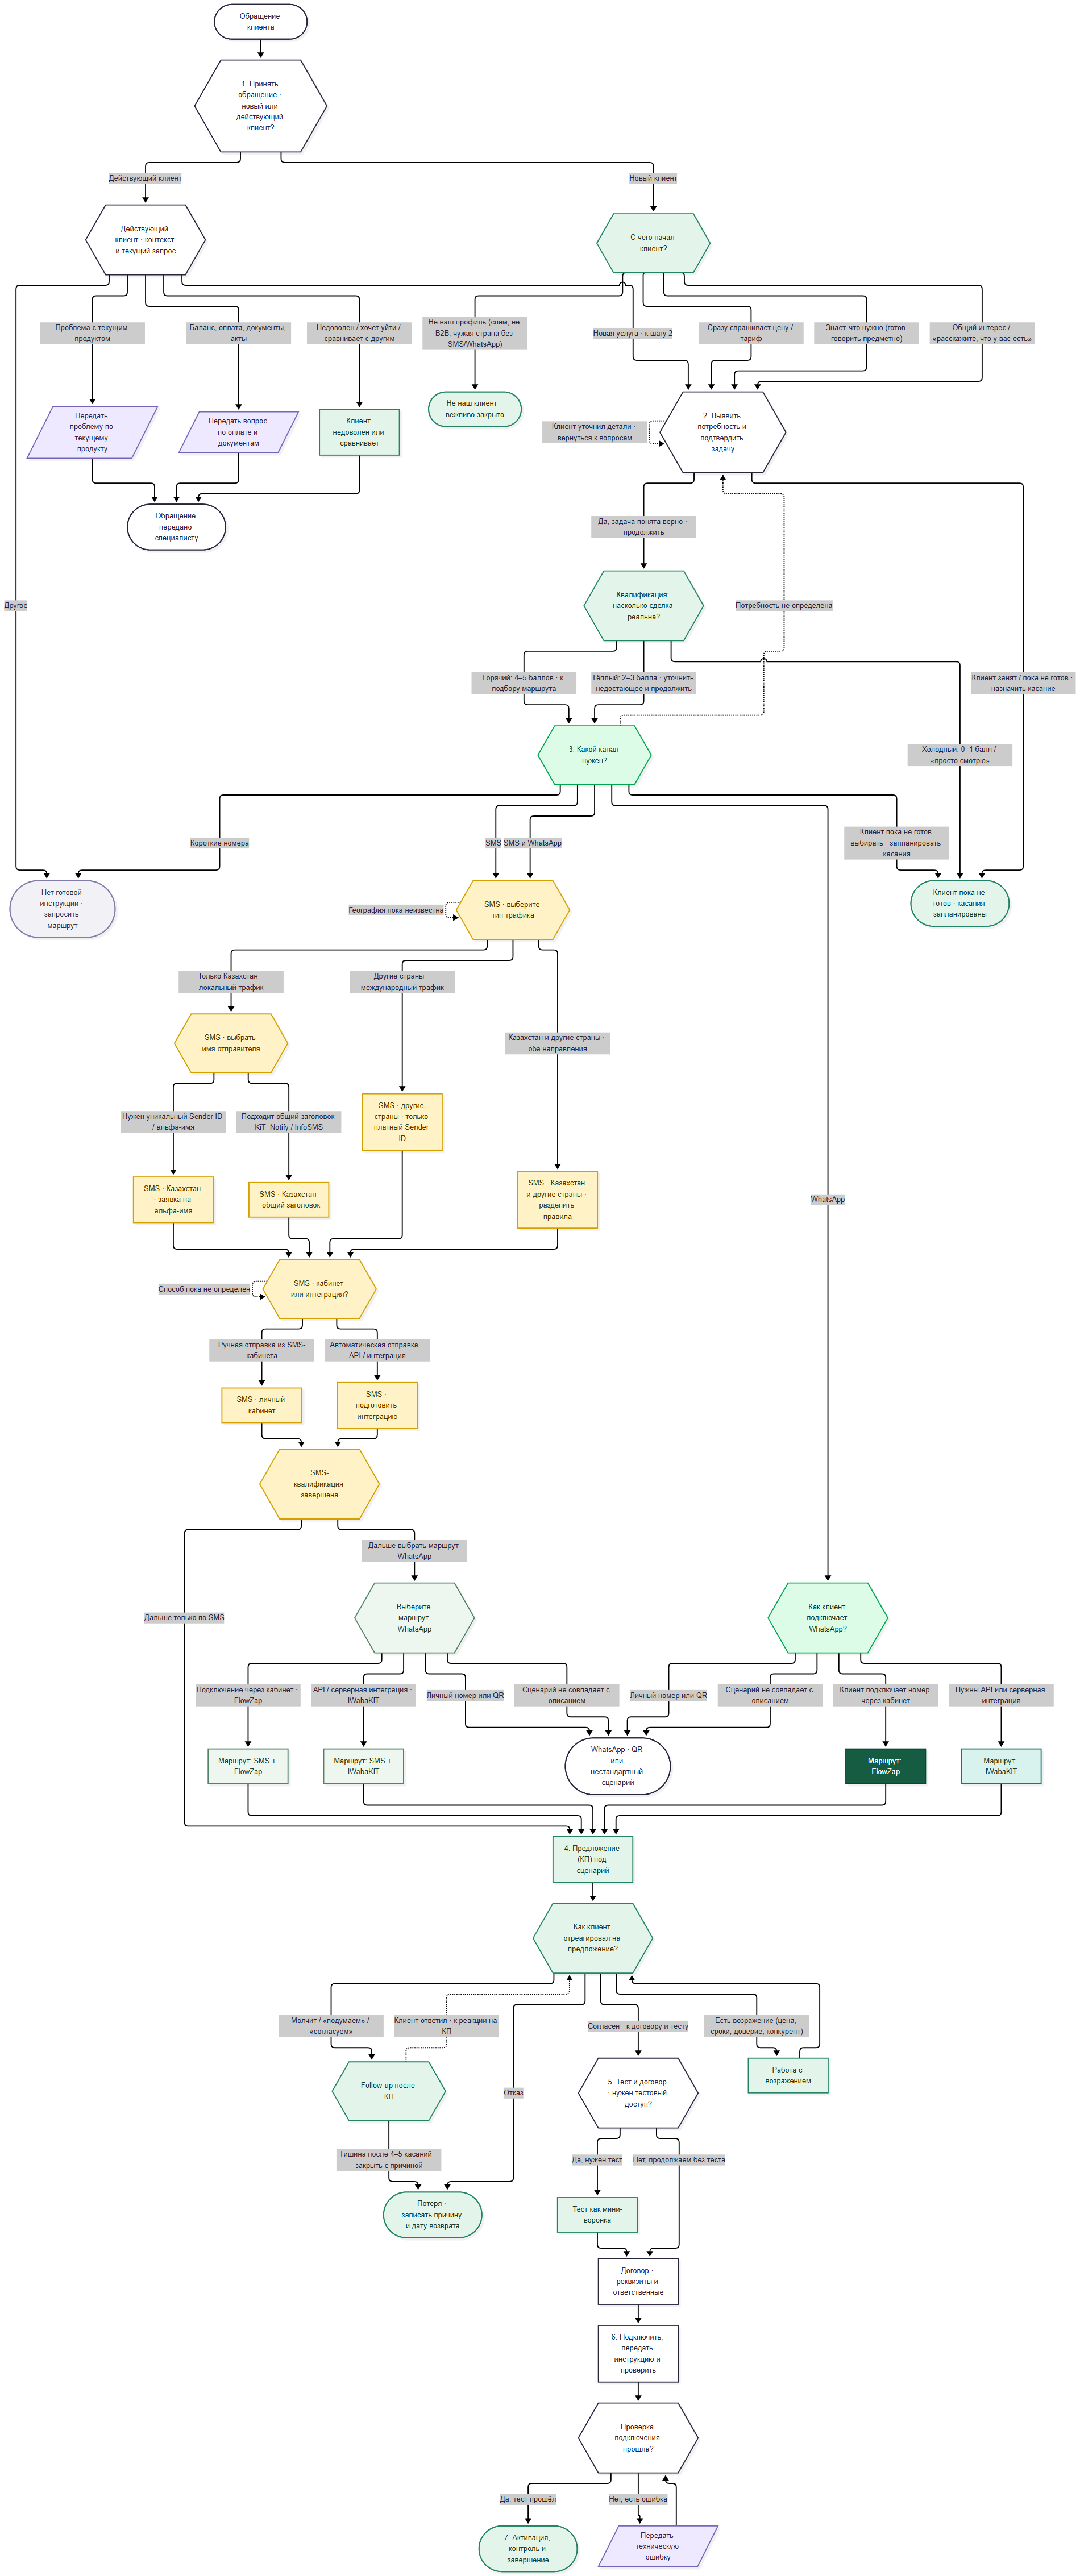 Обращение
клиента
1. Принять
обращение ·
новый или
действующий
клиент?
Действующий клиент
Новый клиент
Действующий
клиент · контекст
и текущий запрос
С чего начал
клиент?
Проблема с текущим
продуктом
Баланс, оплата, документы,
акты
Недоволен / хочет уйти /
сравнивает с другим
Не наш профиль (спам, не
B2B, чужая страна без
SMS/WhatsApp)
Новая услуга · к шагу 2
Сразу спрашивает цену /
тариф
Знает, что нужно (готов
говорить предметно)
Общий интерес /
«расскажите, что у вас есть»
Передать
проблему по
текущему
продукту
Передать вопрос
по оплате и
документам
Клиент
недоволен или
сравнивает
Не наш клиент ·
вежливо закрыто
Клиент уточнил детали ·
вернуться к вопросам
2. Выявить
потребность и
подтвердить
задачу
Обращение
передано
специалисту
Да, задача понята верно ·
продолжить
Другое
Квалификация:
насколько сделка
реальна?
Потребность не определена
Горячий: 4–5 баллов · к
подбору маршрута
Тёплый: 2–3 балла · уточнить
недостающее и продолжить
Клиент занят / пока не готов ·
назначить касание
3. Какой канал
нужен?
Холодный: 0–1 балл /
«просто смотрю»
Короткие номера
SMS
SMS и WhatsApp
Клиент пока не готов
выбирать · запланировать
касания
Нет готовой
инструкции ·
запросить
маршрут
География пока неизвестна
SMS · выберите
тип трафика
Клиент пока не
готов · касания
запланированы
Только Казахстан ·
локальный трафик
Другие страны ·
международный трафик
Казахстан и другие страны ·
оба направления
SMS · выбрать
имя отправителя
Нужен уникальный Sender ID
/ альфа-имя
Подходит общий заголовок
KiT_Notify / InfoSMS
SMS · другие
страны · только
платный Sender
ID
SMS · Казахстан
· заявка на
альфа-имя
SMS · Казахстан
· общий заголовок
SMS · Казахстан
и другие страны ·
разделить
правила
WhatsApp
Способ пока не определён
SMS · кабинет
или интеграция?
Ручная отправка из SMS-
кабинета
Автоматическая отправка ·
API / интеграция
SMS · личный
кабинет
SMS ·
подготовить
интеграцию
SMS-
квалификация
завершена
Дальше выбрать маршрут
WhatsApp
Дальше только по SMS
Выберите
маршрут
WhatsApp
Как клиент
подключает
WhatsApp?
Подключение через кабинет ·
FlowZap
API / серверная интеграция ·
iWabaKiT
Личный номер или QR
Сценарий не совпадает с
описанием
Личный номер или QR
Сценарий не совпадает с
описанием
Клиент подключает номер
через кабинет
Нужны API или серверная
интеграция
Маршрут: SMS +
FlowZap
Маршрут: SMS +
iWabaKiT
WhatsApp · QR
или
нестандартный
сценарий
Маршрут:
FlowZap
Маршрут:
iWabaKiT
4. Предложение
(КП) под
сценарий
Как клиент
отреагировал на
предложение?
Молчит / «подумаем» /
«согласуем»
Клиент ответил · к реакции на
КП
Согласен · к договору и тесту
Есть возражение (цена,
сроки, доверие, конкурент)
Follow-up после
КП
Отказ
5. Тест и договор
· нужен тестовый
доступ?
Работа с
возражением
Тишина после 4–5 касаний ·
закрыть с причиной
Да, нужен тест
Нет, продолжаем без теста
Потеря ·
записать причину
и дату возврата
Тест как мини-
воронка
Договор ·
реквизиты и
ответственные
6. Подключить,
передать
инструкцию и
проверить
Проверка
подключения
прошла?
Да, тест прошёл
Нет, есть ошибка
7. Активация,
контроль и
завершение
Передать
техническую
ошибку